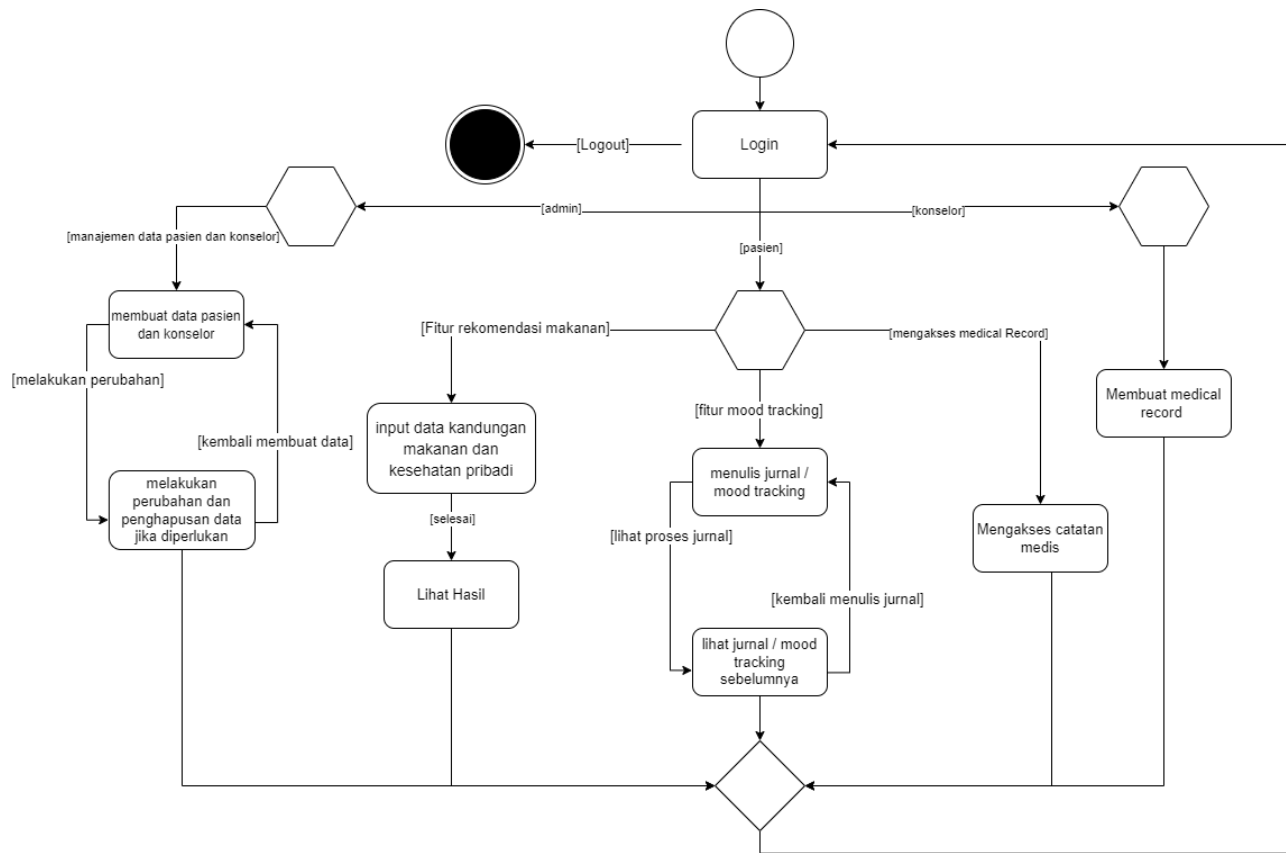 Login
[Logout]
[admin]
[konselor]
[manajemen data pasien dan konselor]
[pasien]
membuat data pasien
dan konselor
[Fitur rekomendasi makanan]
[mengakses medical Record]
[melakukan perubahan]
[fitur mood tracking]
Membuat medical
record
input data kandungan
makanan dan
kesehatan pribadi
[kembali membuat data]
menulis jurnal /
mood tracking
melakukan
perubahan dan
penghapusan data
jika diperlukan
[selesai]
[lihat proses jurnal]
Mengakses catatan
medis
Lihat Hasil
[kembali menulis jurnal]
lihat jurnal / mood
tracking
sebelumnya